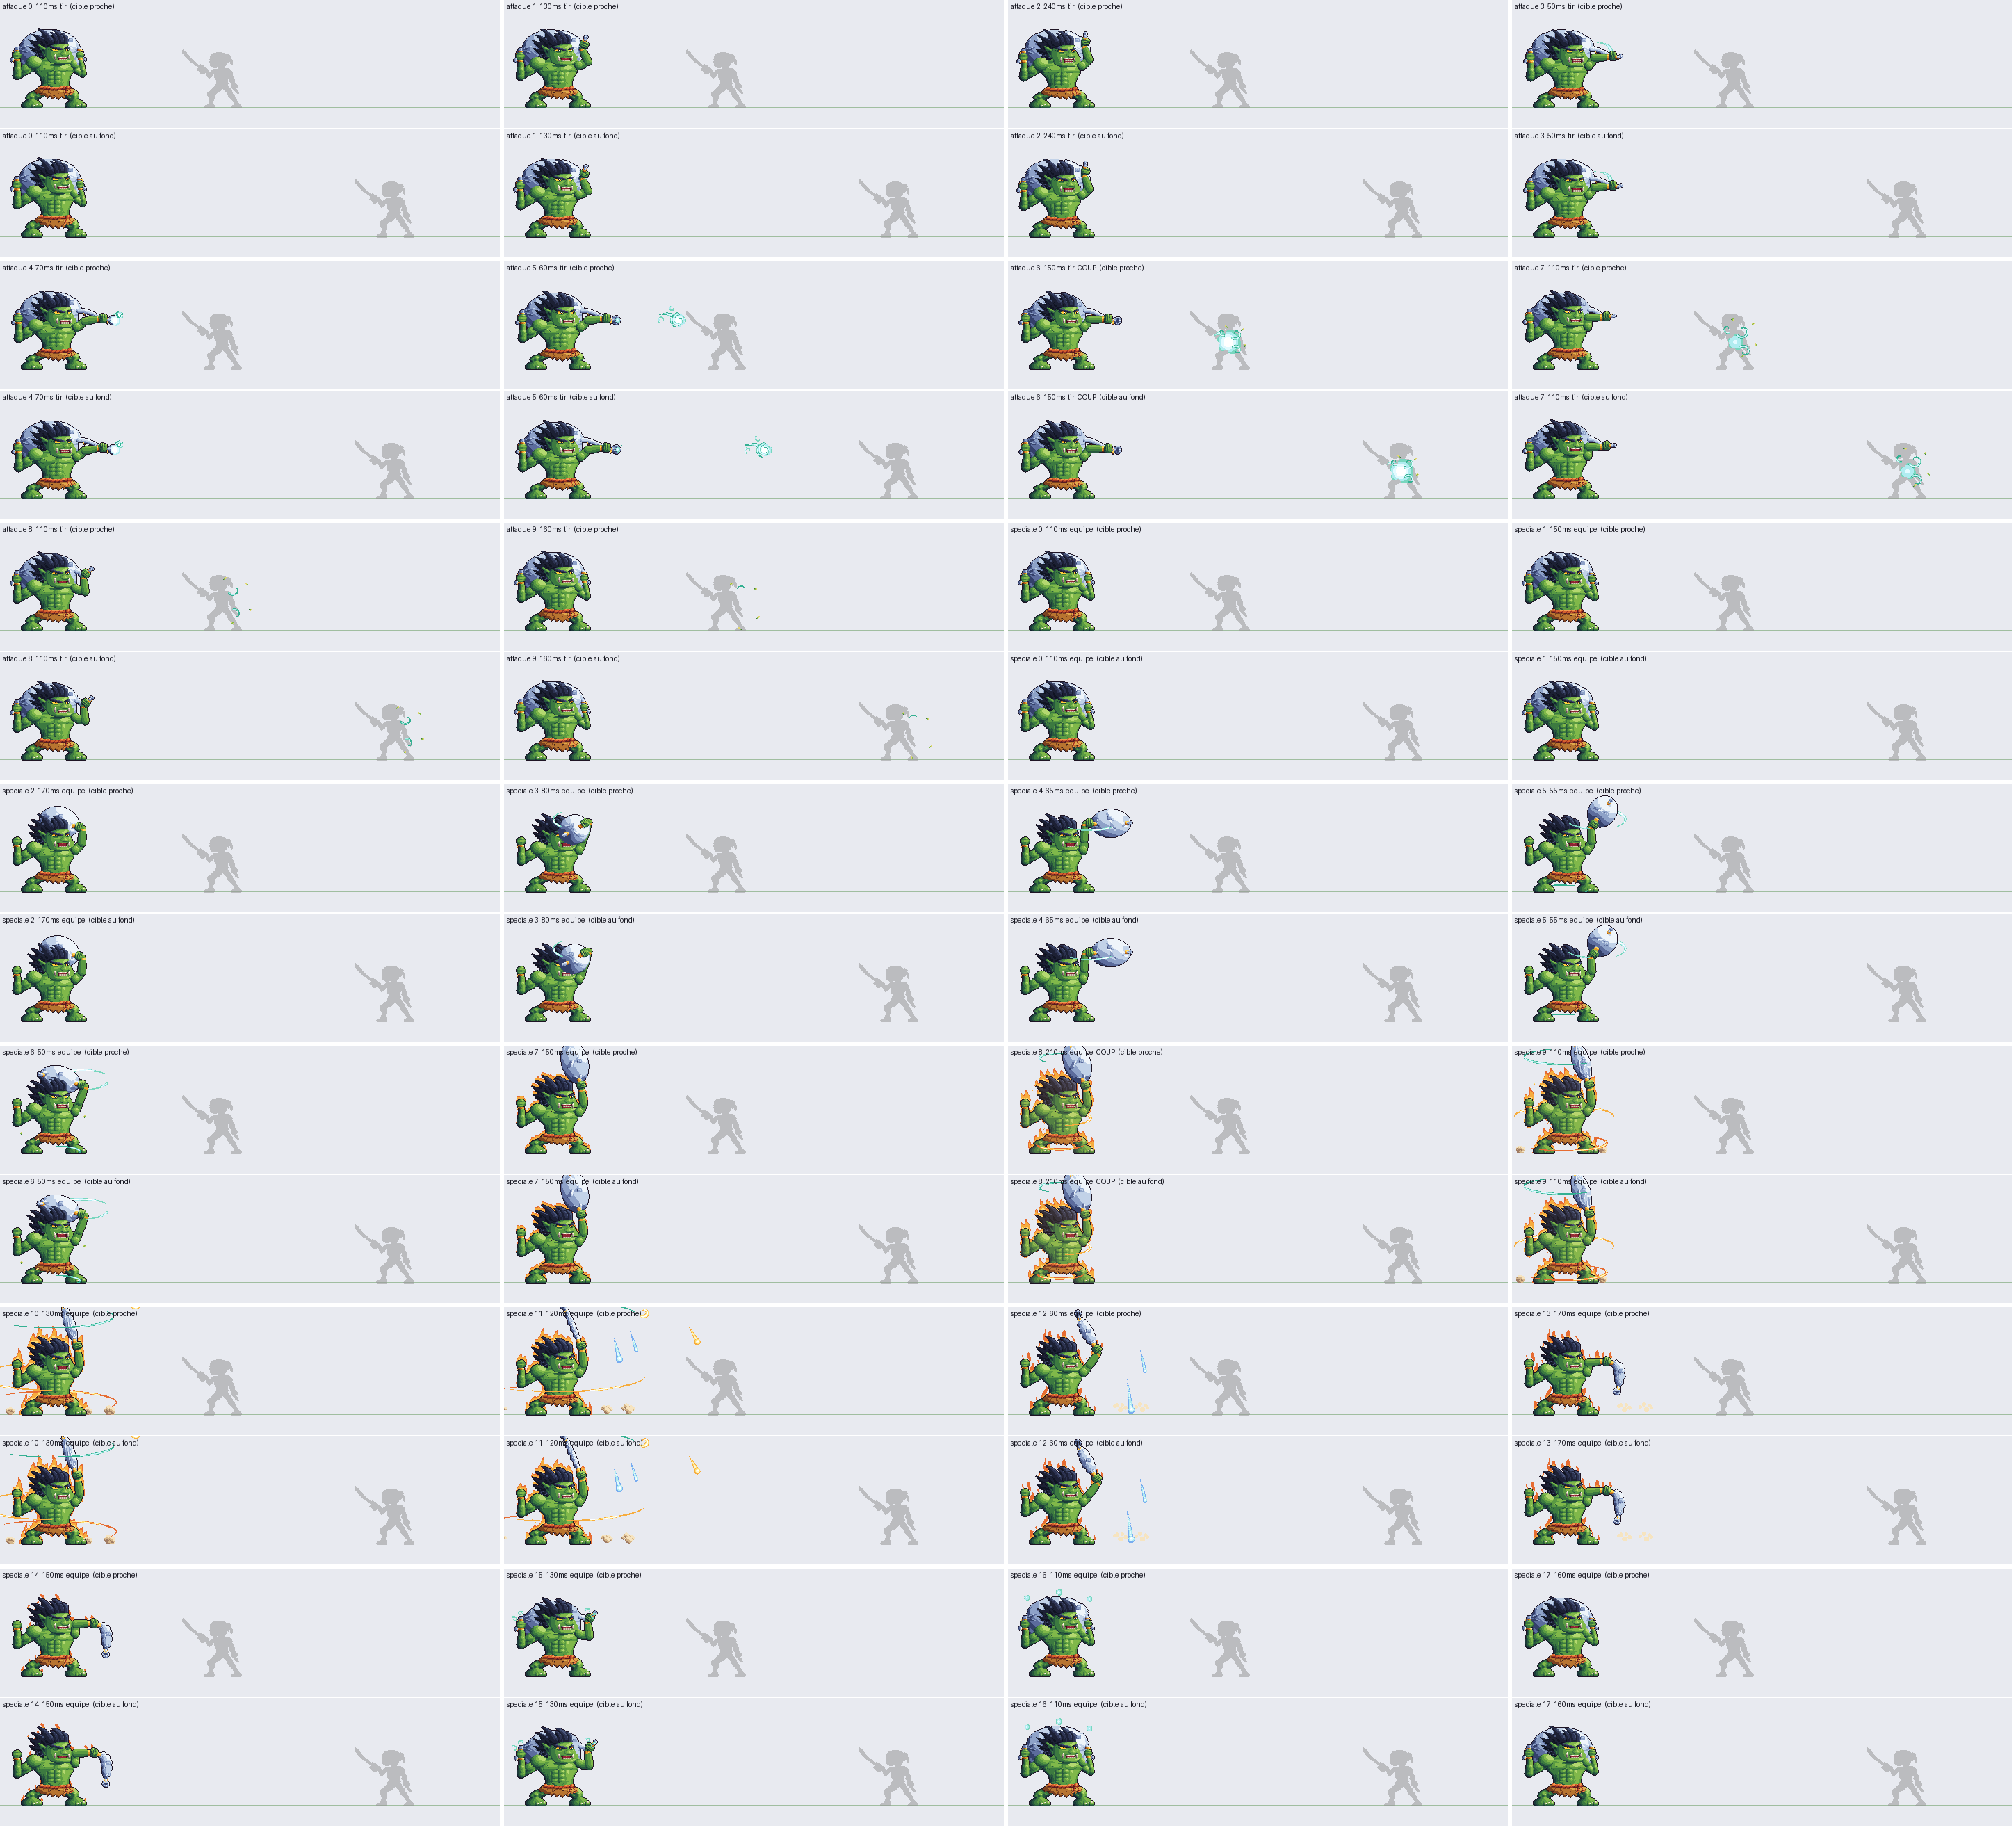 attaque 0 110ms tir (cible proche)
attaque 1 130ms tir (cible proche)
attaque 2 240ms tir (cible proche)
attaque 3 50ms tir (cible proche)
attaque 0 110ms tir (cible au fond)
attaque 1 130ms tir (cible au fond)
attaque 2 240ms tir (cible au fond)
attaque 3 50ms tir (cible au fond)
attaque 4 70ms tir (cible proche)
attaque 5 60ms tir (cible proche)
attaque 6 150ms tir COUP (cible proche)
attaque 7 110ms tir (cible proche)
attaque 4 70ms tir (cible au fond)
attaque 5 60ms tir (cible au fond)
attaque 6 150ms tir COUP (cible au fond)
attaque 7 110ms tir (cible au fond)
attaque 8 110ms tir (cible proche)
attaque 9 160ms tir (cible proche)
speciale 0 110ms equipe (cible proche)
speciale 1 150ms equipe (cible proche)
attaque 8 110ms tir (cible au fond)
attaque 9 160ms tir (cible au fond)
speciale 0 110ms equipe (cible au fond)
speciale 1 150ms equipe (cible au fond)
speciale 2 170ms equipe (cible proche)
speciale 3 80ms equipe (cible proche)
speciale 4 65ms equipe (cible proche)
speciale 5 55ms equipe (cible proche)
speciale 2 170ms equipe (cible au fond)
speciale 3 80ms equipe (cible au fond)
speciale 4 65ms equipe (cible au fond)
speciale 5 55ms equipe (cible au fond)
speciale 6 50ms equipe (cible proche)
speciale 7 150ms equipe (cible proche)
speciale 8 210ms equipe COUP (cible proche)
speciale 9 110ms equipe (cible proche)
speciale 6 50ms equipe (cible au fond)
speciale 7 150ms equipe (cible au fond)
speciale 8 210ms equipe COUP (cible au fond)
speciale 9 110ms equipe (cible au fond)
speciale 10 130ms equipe (cible proche)
speciale 11 120ms equipe (cible proche)
speciale 12 60ms equipe (cible proche)
speciale 13 170ms equipe (cible proche)
speciale 10 130ms equipe (cible au fond)
speciale 11 120ms equipe (cible au fond)
speciale 12 60ms equipe (cible au fond)
speciale 13 170ms equipe (cible au fond)
speciale 14 150ms equipe (cible proche)
speciale 15 130ms equipe (cible proche)
speciale 16 110ms equipe (cible proche)
speciale 17 160ms equipe (cible proche)
speciale 14 150ms equipe (cible au fond)
speciale 15 130ms equipe (cible au fond)
speciale 16 110ms equipe (cible au fond)
speciale 17 160ms equipe (cible au fond)